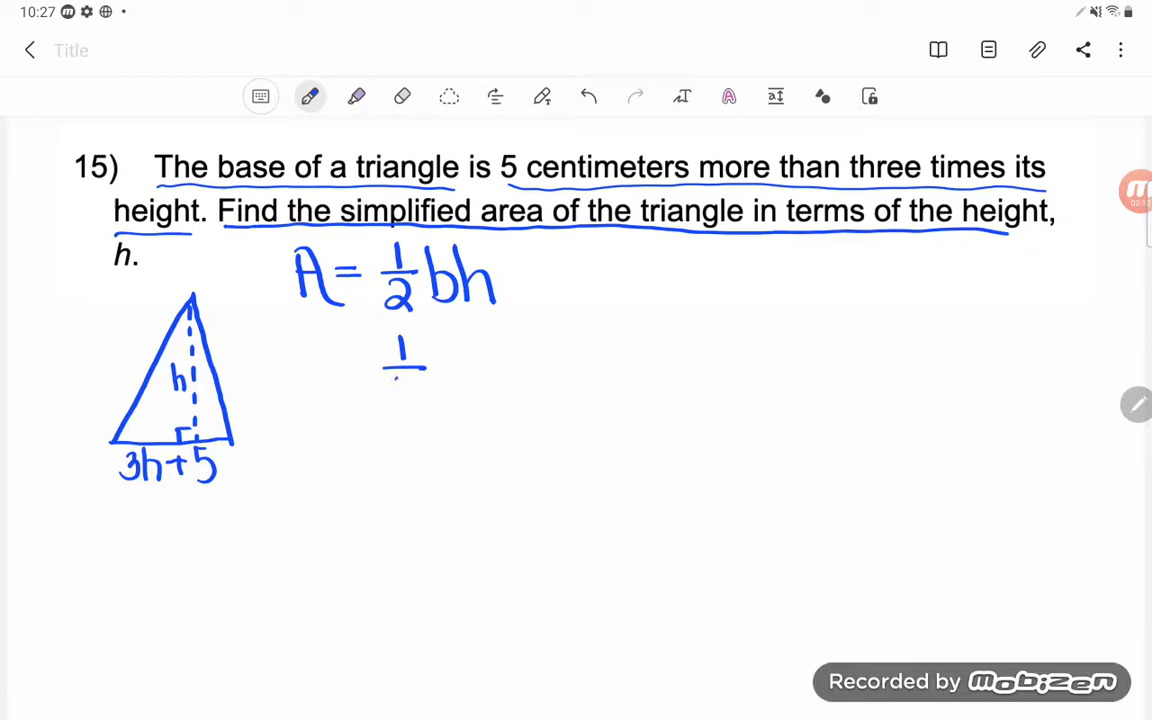 10:27
Title
15) The base of a triangle is 5 centimeters more than three times its
height. Find the simplified area of the triangle in terms of the height,
h.
A = 1/2 bh
1
h
3h+5
Recorded by mobizen